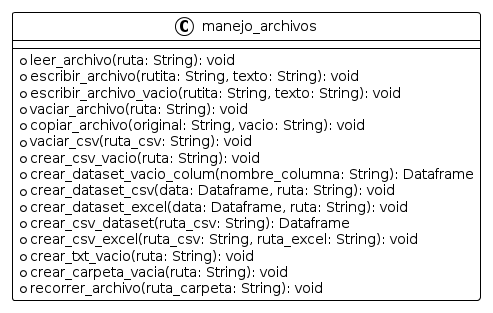 C manejo_archivos
leer_archivo(ruta: String): void
escribir_archivo(rutita: String, texto: String): void
escribir_archivo_vacio(rutita: String, texto: String): void
vaciar_archivo(ruta: String): void
copiar_archivo(original: String, vacio: String): void
vaciar_csv(ruta_csv: String): void
crear_csv_vacio(ruta: String): void
crear_dataset_vacio_colum(nombre_columna: String): Dataframe
crear_dataset_csv(data: Dataframe, ruta: String): void
crear_dataset_excel(data: Dataframe, ruta: String): void
crear_csv_dataset(ruta_csv: String): Dataframe
crear_csv_excel(ruta_csv: String, ruta_excel: String): void
crear_txt_vacio(ruta: String): void
crear_carpeta_vacia(ruta: String): void
recorrer_archivo(ruta_carpeta: String): void